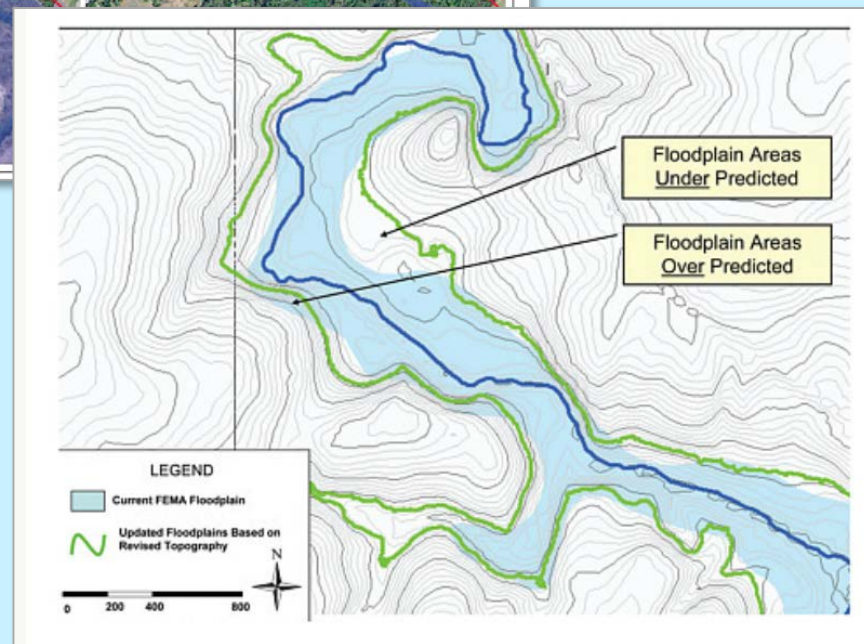 Floodplain Areas
Under Predicted
Floodplain Areas
Over Predicted
LEGEND
Current FEMA Floodplain
Updated Floodplains Based on
Revised Topography
N
0 200 400 800